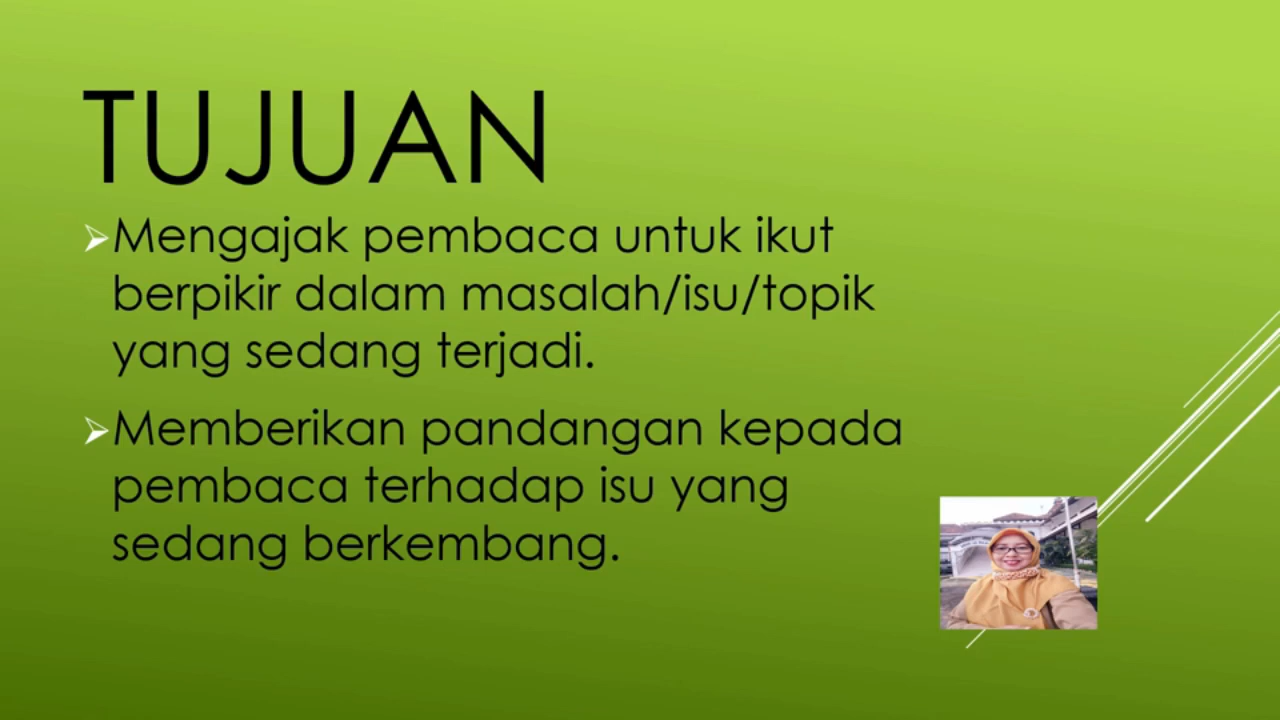 TUJUAN
Mengajak pembaca untuk ikut
berpikir dalam masalah/isu/topik
yang sedang terjadi.
Memberikan pandangan kepada
pembaca terhadap isu yang
sedang berkembang.